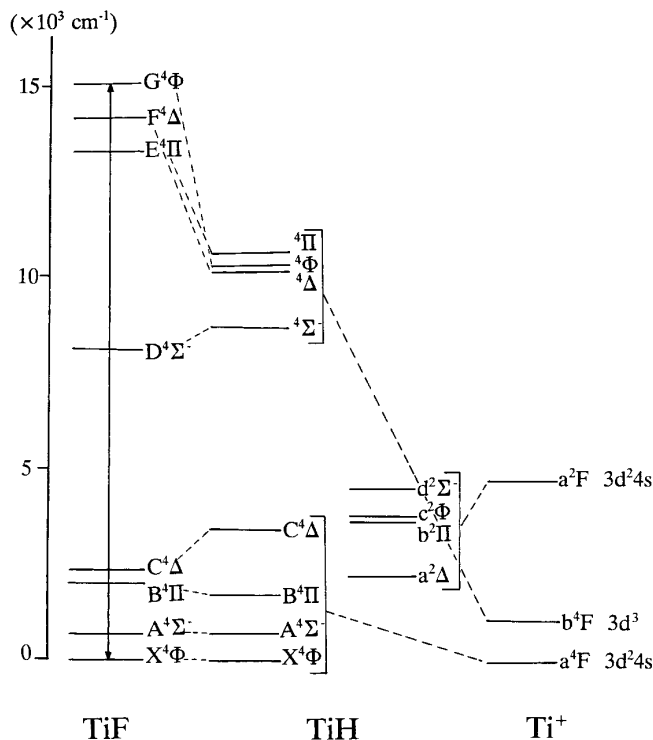 (×10³ cm⁻¹)
15
G⁴Φ
F⁴Δ
E⁴Π
⁴Π
⁴Φ
10
⁴Δ
⁴Σ⁻
D⁴Σ⁻
5
d²Σ⁻
a²F 3d²4s
c²Φ
b²Π
C⁴Δ
C⁴Δ
a²Δ
B⁴Π
B⁴Π
b⁴F 3d³
A⁴Σ⁻
A⁴Σ⁻
0
X⁴Φ
X⁴Φ
a⁴F 3d²4s
TiF
TiH
Ti⁺